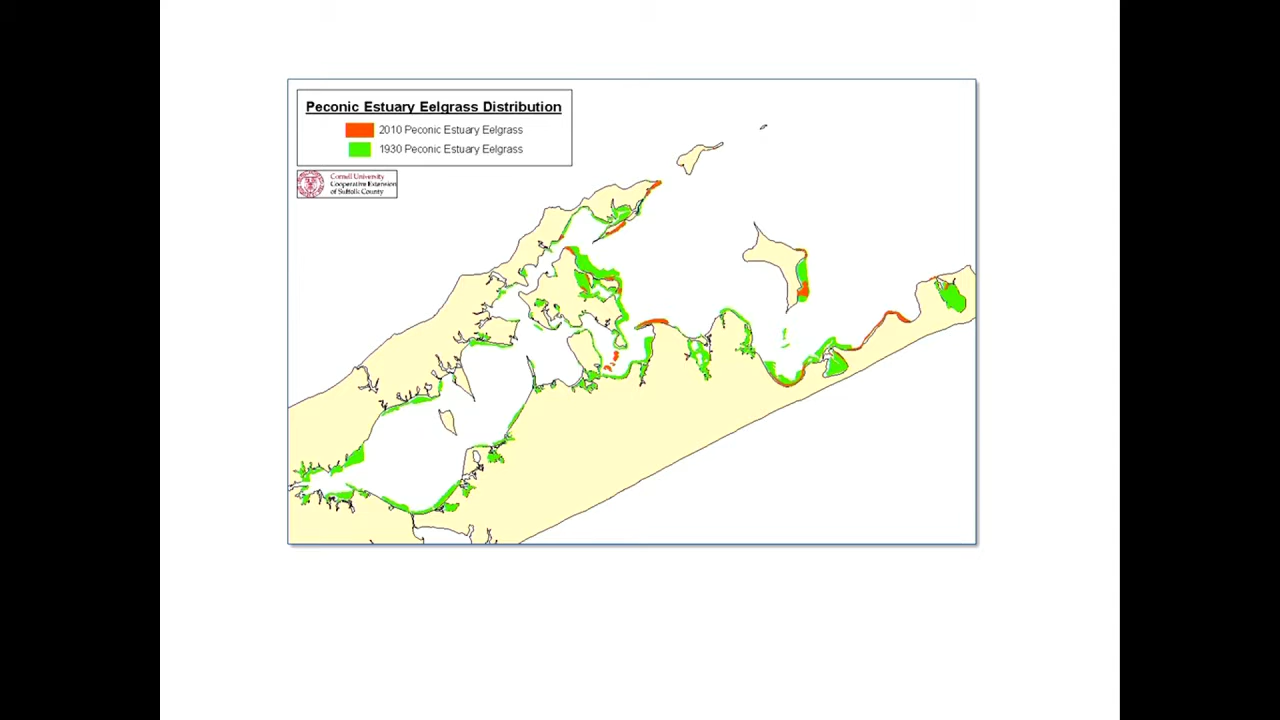 Peconic Estuary Eelgrass Distribution
2010 Peconic Estuary Eelgrass
1930 Peconic Estuary Eelgrass
Cornell University
Cooperative Extension
of Suffolk County